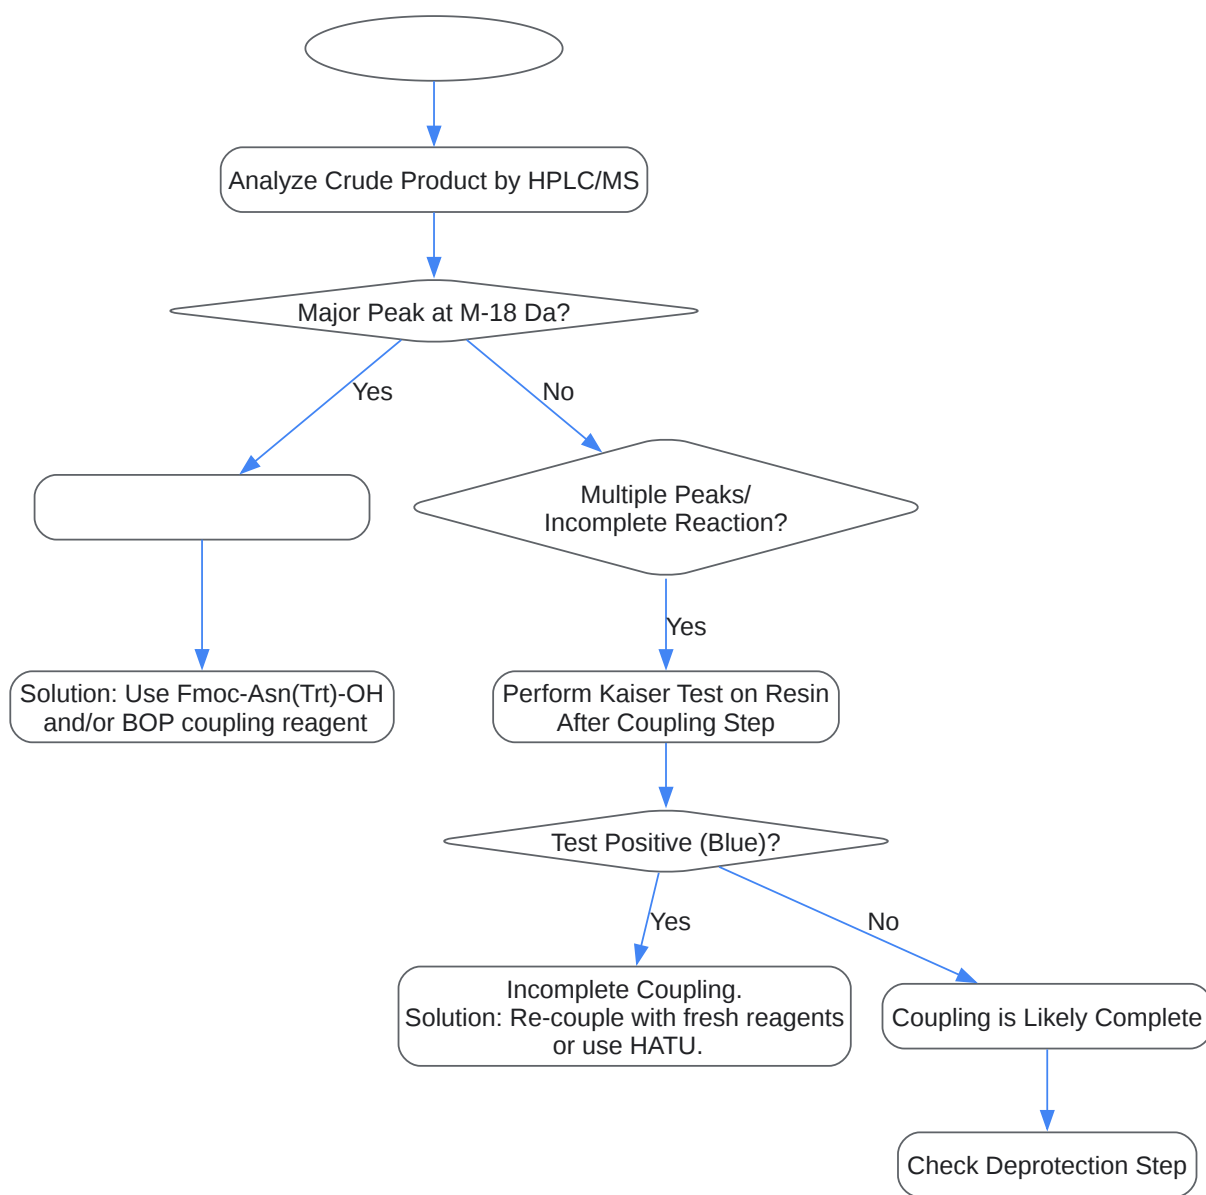 Analyze Crude Product by HPLC/MS
Major Peak at M-18 Da?
Yes
No
Multiple Peaks/
Incomplete Reaction?
Yes
Solution: Use Fmoc-Asn(Trt)-OH
and/or BOP coupling reagent
Perform Kaiser Test on Resin
After Coupling Step
Test Positive (Blue)?
Yes
No
Incomplete Coupling.
Solution: Re-couple with fresh reagents
or use HATU.
Coupling is Likely Complete
Check Deprotection Step